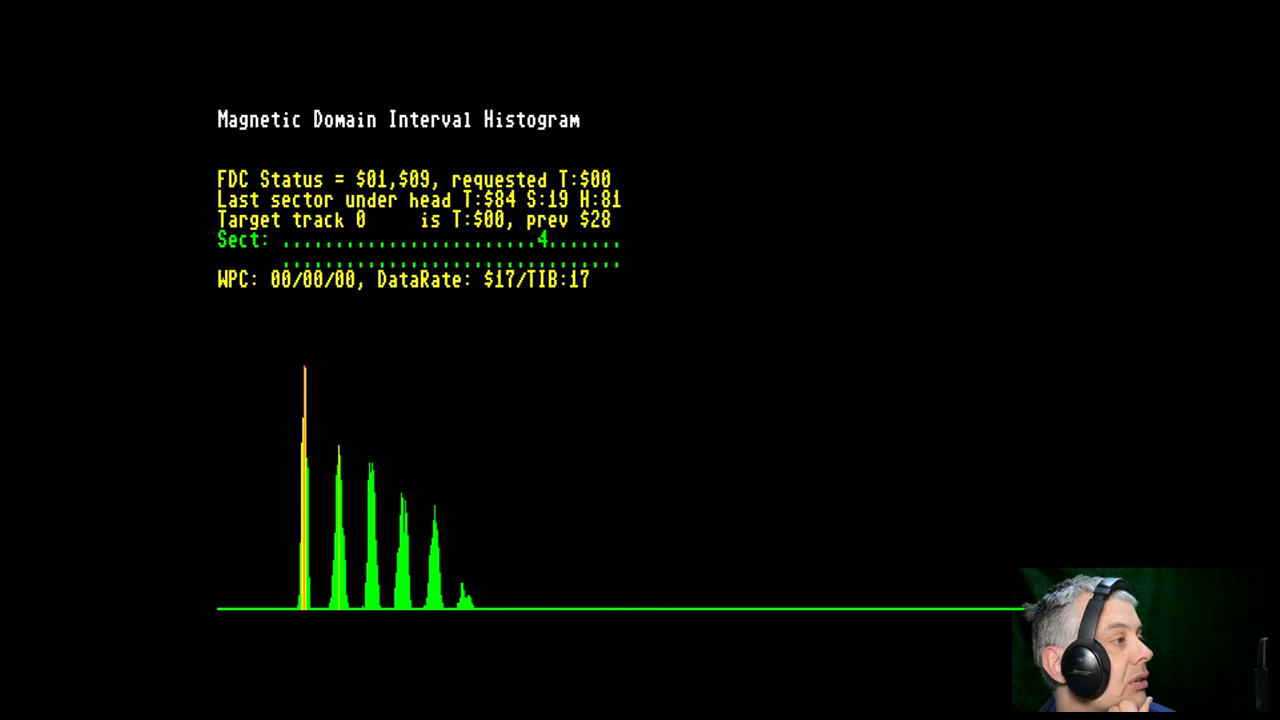 Magnetic Domain Interval Histogram
FDC Status = $01,$09, requested T:$00
Last sector under head T:$84 S:19 H:81
Target track 0     is T:$00, prev $28
Sect: ........................4.......
................................
WPC: 00/00/00, DataRate: $17/TIB:17